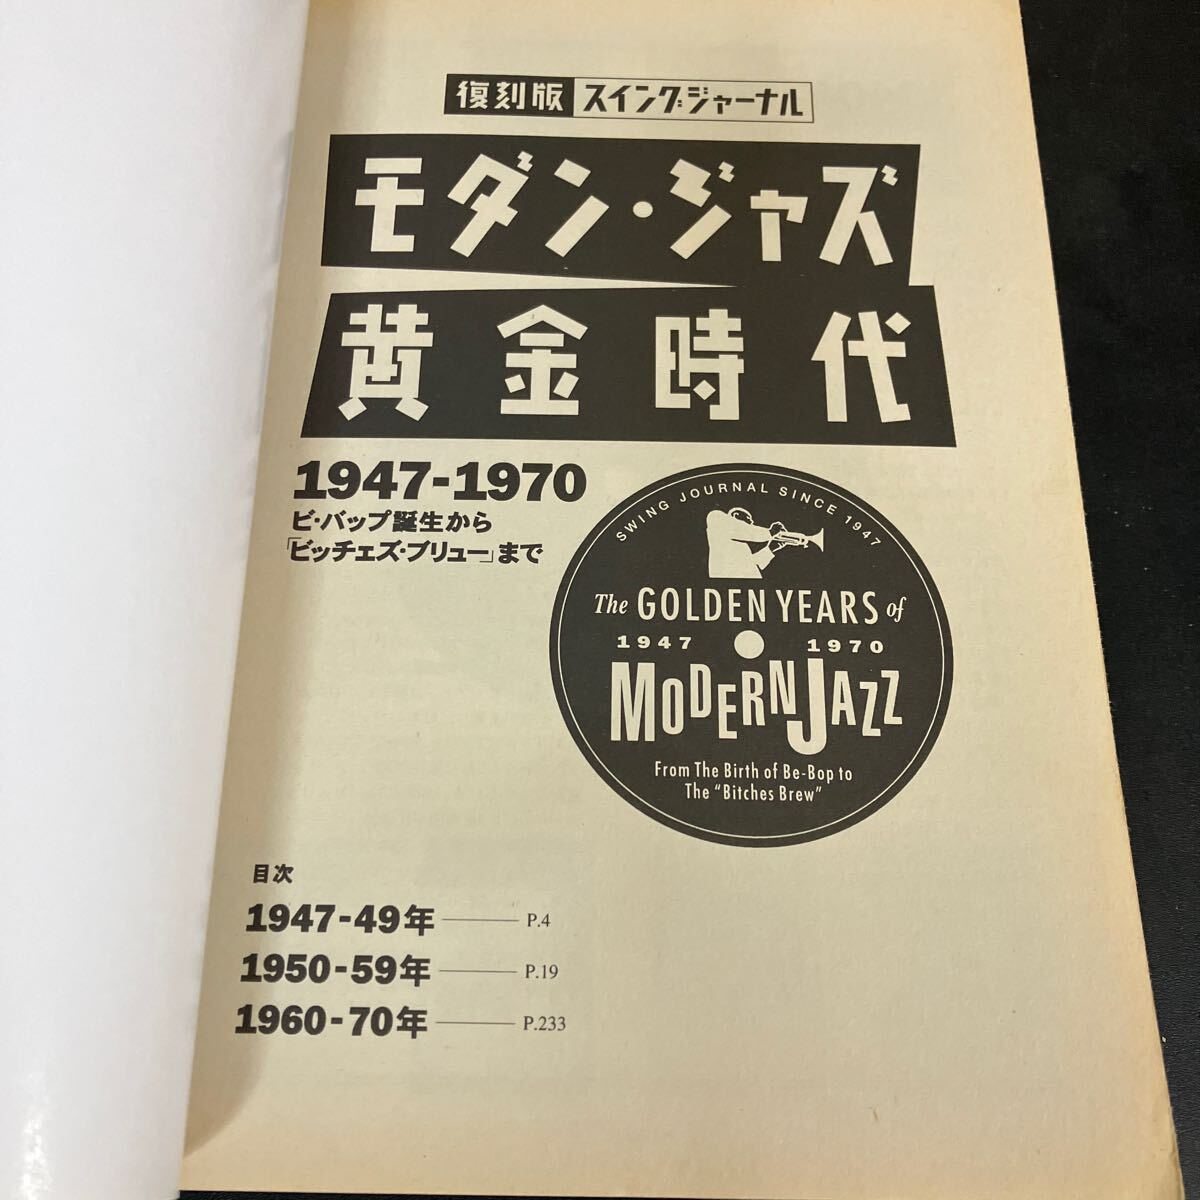 復刻版 スイングジャーナル
モダン・ジャズ
黄金時代
1947-1970
ビ・バップ誕生から
「ビッチェズ・ブリュー」まで
SWING JOURNAL SINCE 1947
The GOLDEN YEARS of
1947 1970
MODERN JAZZ
From The Birth of Be-Bop to
The "Bitches Brew"
目次
1947-49年 P.4
1950-59年 P.19
1960-70年 P.233